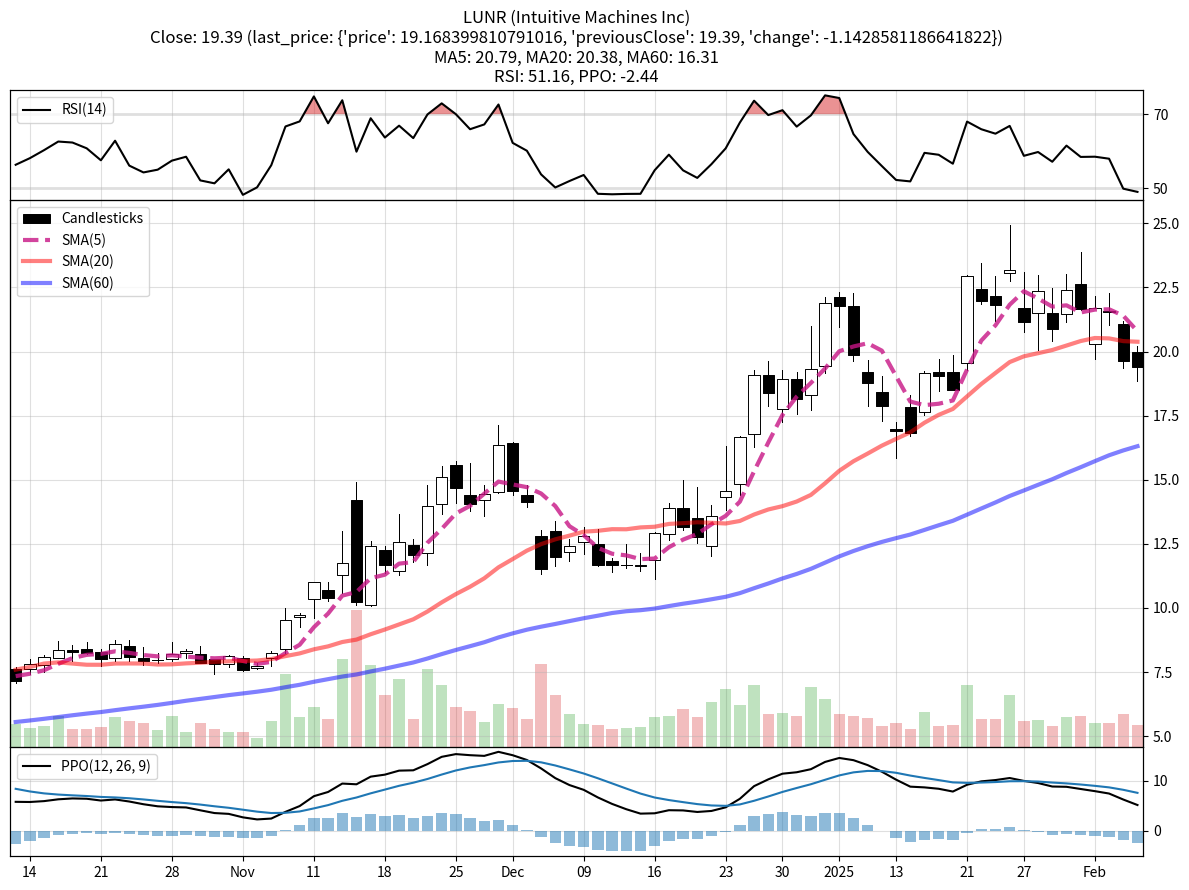 LUNR (Intuitive Machines Inc)
Close: 19.39 (last_price: {'price': 19.168399810791016, 'previousClose': 19.39, 'change': -1.1428581186641822})
MA5: 20.79, MA20: 20.38, MA60: 16.31
RSI: 51.16, PPO: -2.44
RSI(14)
70
50
Candlesticks
SMA(5)
SMA(20)
SMA(60)
25.0
22.5
20.0
17.5
15.0
12.5
10.0
7.5
5.0
PPO(12, 26, 9)
10
0
14 21 28 Nov 11 18 25 Dec 09 16 23 30 2025 13 21 27 Feb